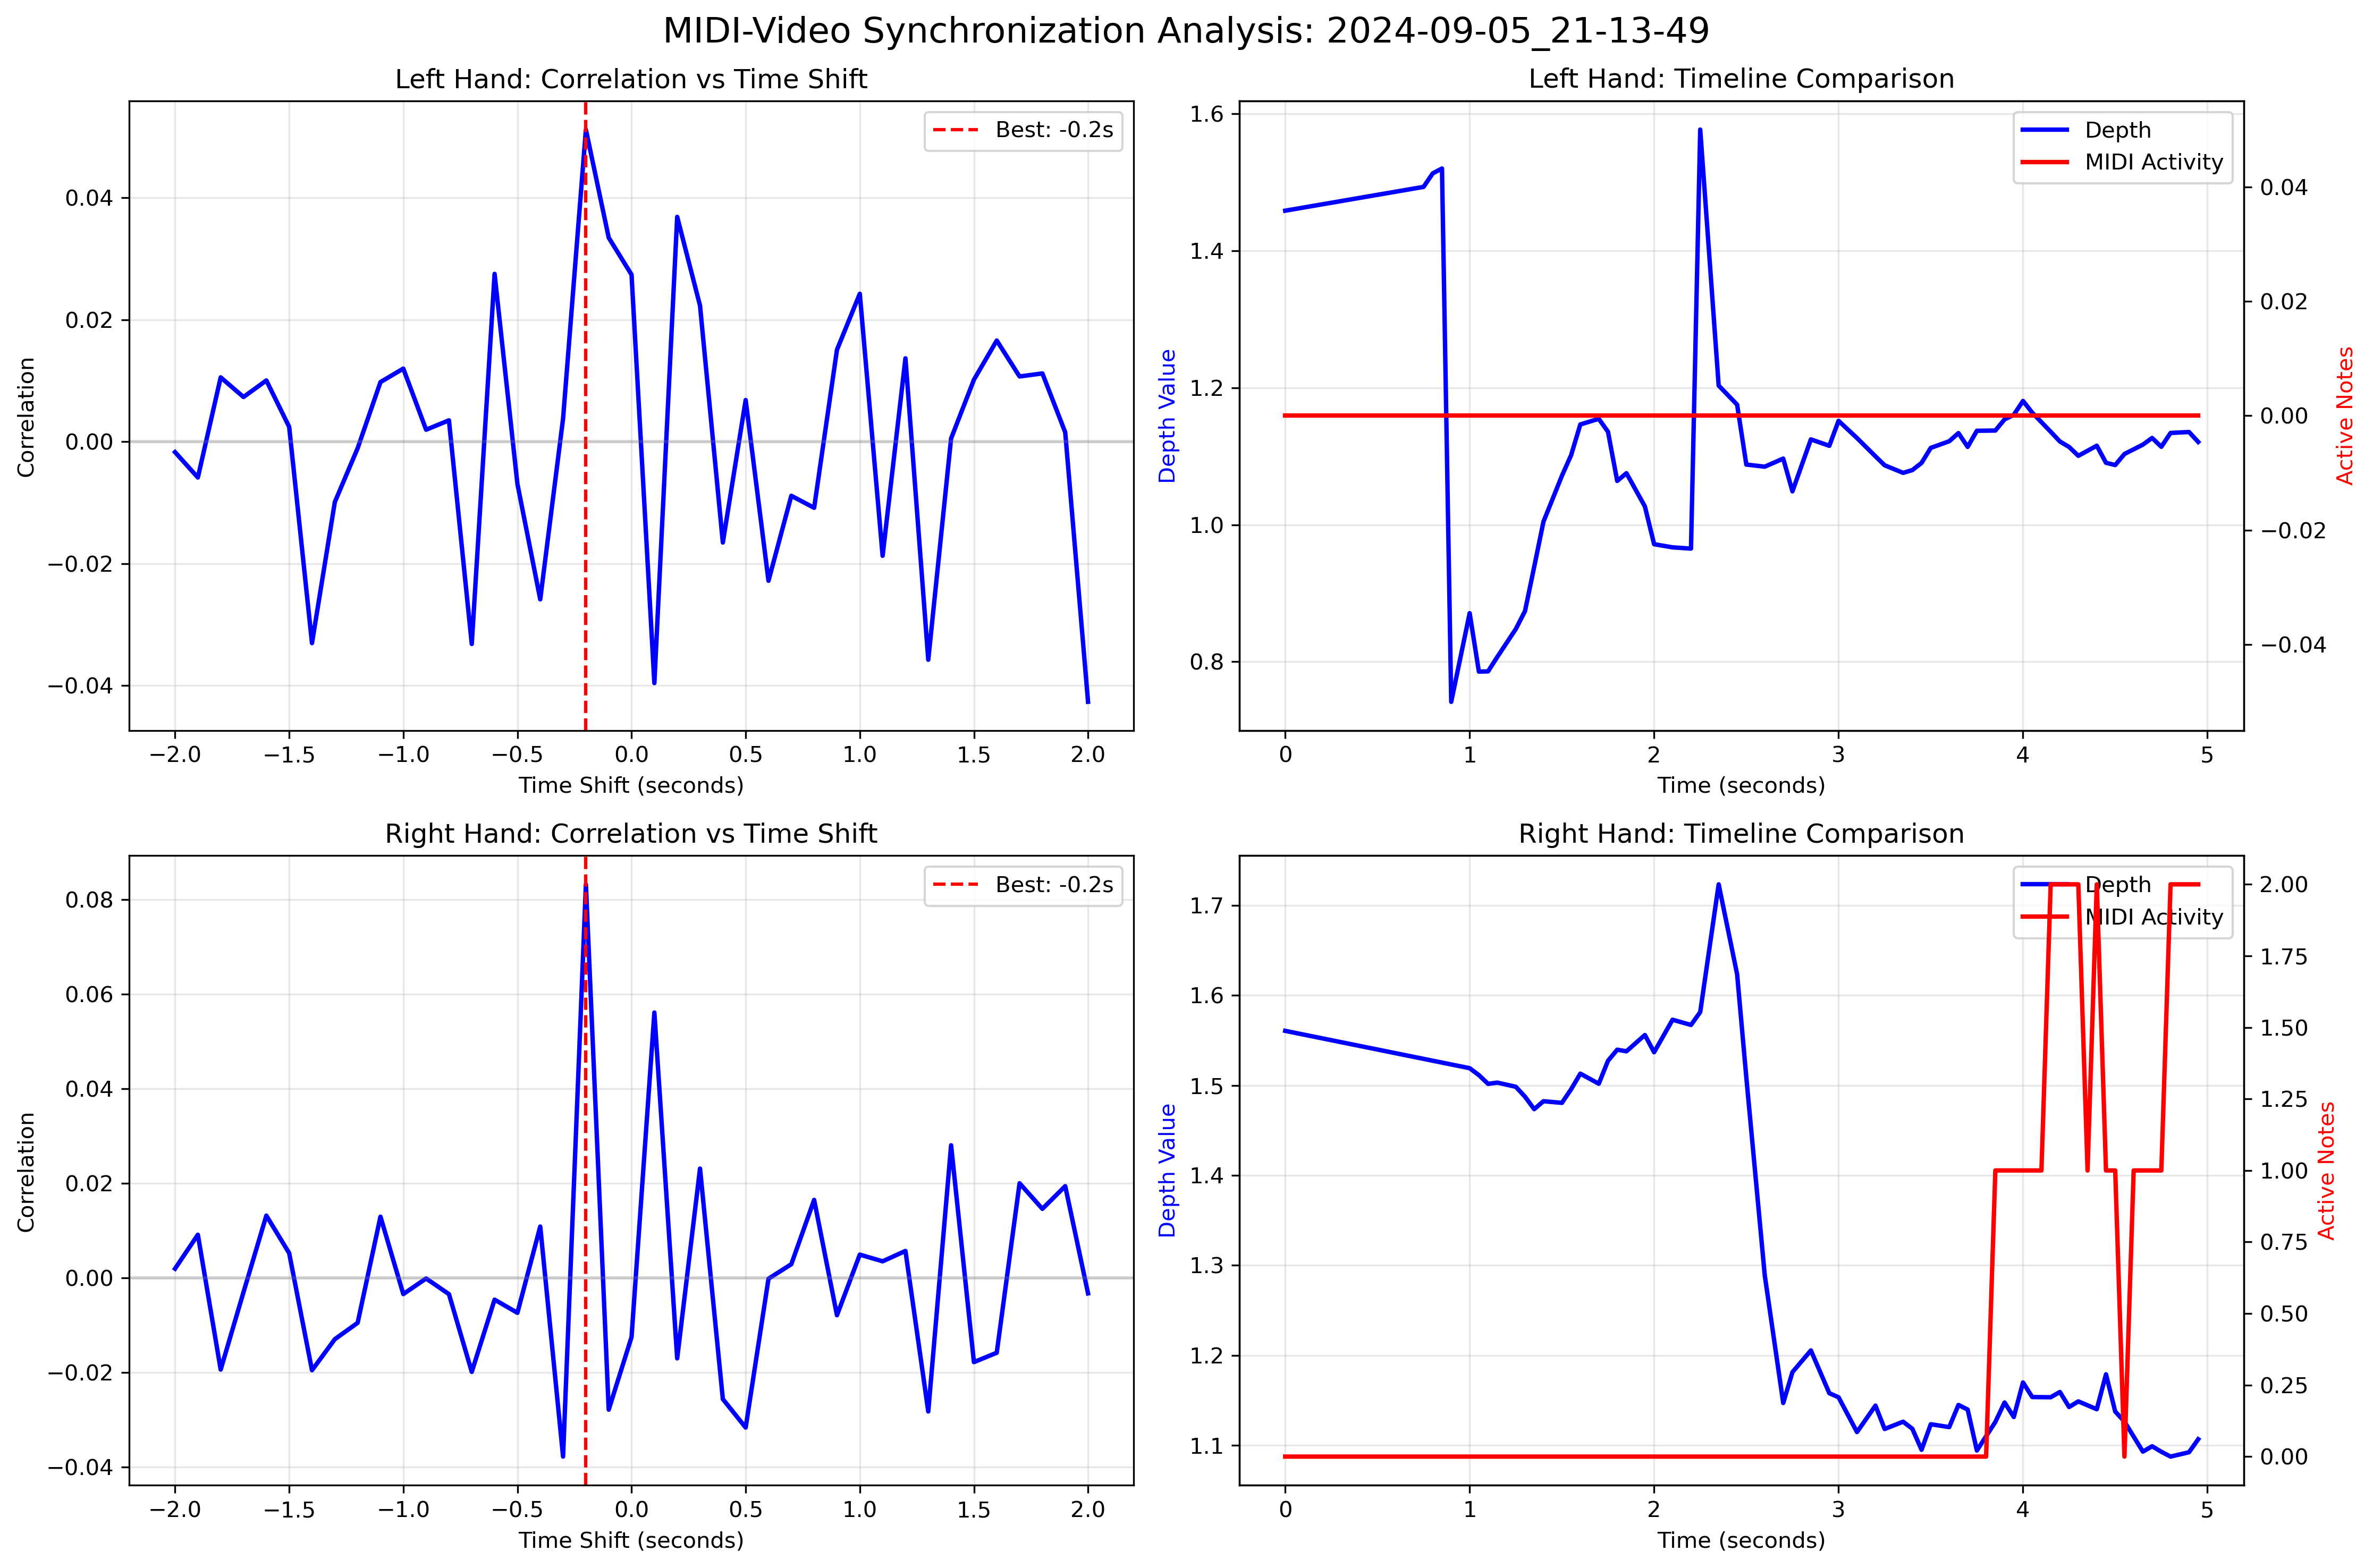 MIDI-Video Synchronization Analysis: 2024-09-05_21-13-49
Left Hand: Correlation vs Time Shift
Best: -0.2s
0.04
0.02
0.00
−0.02
−0.04
Correlation
−2.0 −1.5 −1.0 −0.5 0.0 0.5 1.0 1.5 2.0
Time Shift (seconds)
Left Hand: Timeline Comparison
Depth
MIDI Activity
1.6
1.4
1.2
1.0
0.8
Depth Value
0.04
0.02
0.00
−0.02
−0.04
Active Notes
0 1 2 3 4 5
Time (seconds)
Right Hand: Correlation vs Time Shift
Best: -0.2s
0.08
0.06
0.04
0.02
0.00
−0.02
−0.04
Correlation
−2.0 −1.5 −1.0 −0.5 0.0 0.5 1.0 1.5 2.0
Time Shift (seconds)
Right Hand: Timeline Comparison
Depth
MIDI Activity
1.7
1.6
1.5
1.4
1.3
1.2
1.1
Depth Value
2.00
1.75
1.50
1.25
1.00
0.75
0.50
0.25
0.00
Active Notes
0 1 2 3 4 5
Time (seconds)